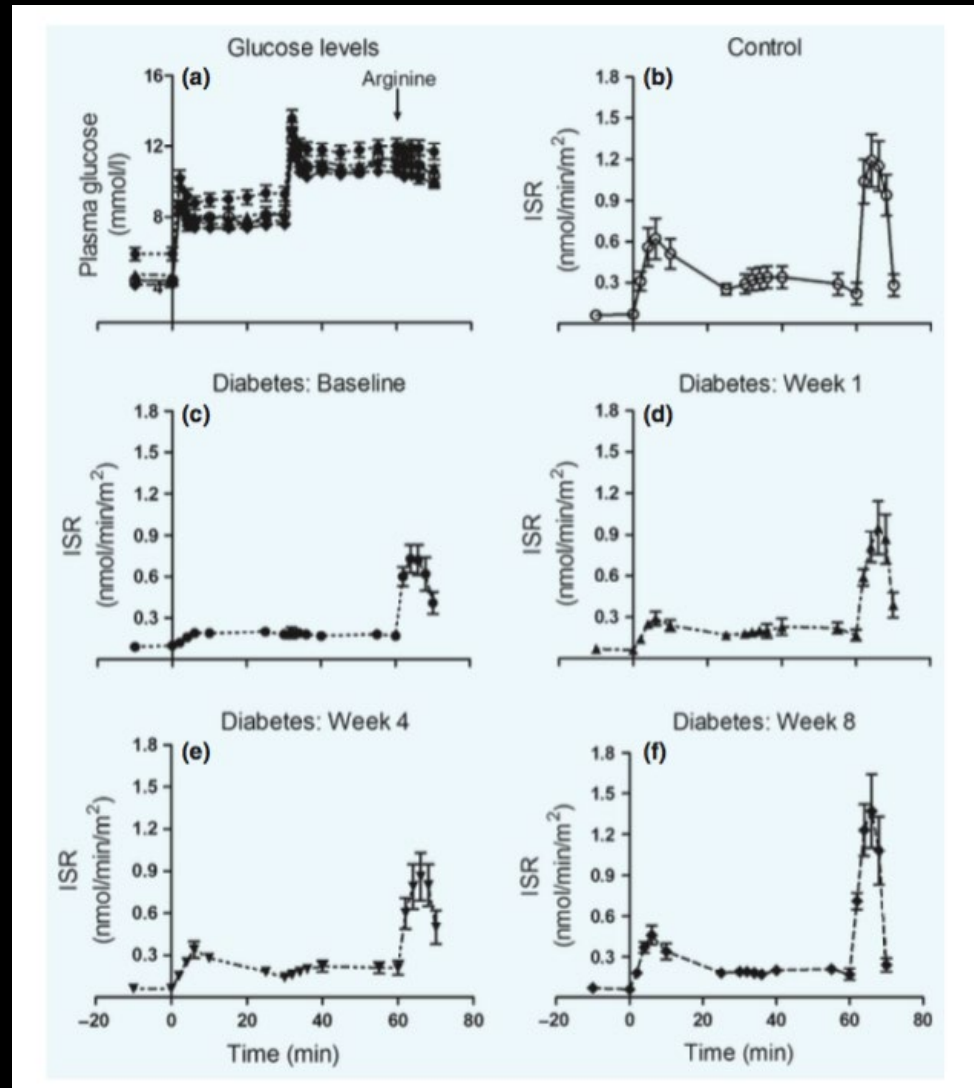 Glucose levels
(a)
Arginine
16
12
8
4
Plasma glucose
(mmol/l)
Control
(b)
1.8
1.5
1.2
0.9
0.6
0.3
ISR
(nmol/min/m²)
Diabetes: Baseline
(c)
1.8
1.5
1.2
0.9
0.6
0.3
ISR
(nmol/min/m²)
Diabetes: Week 1
(d)
1.8
1.5
1.2
0.9
0.6
0.3
ISR
(nmol/min/m²)
Diabetes: Week 4
(e)
1.8
1.5
1.2
0.9
0.6
0.3
ISR
(nmol/min/m²)
–20 0 20 40 60 80
Time (min)
Diabetes: Week 8
(f)
1.8
1.5
1.2
0.9
0.6
0.3
ISR
(nmol/min/m²)
–20 0 20 40 60 80
Time (min)